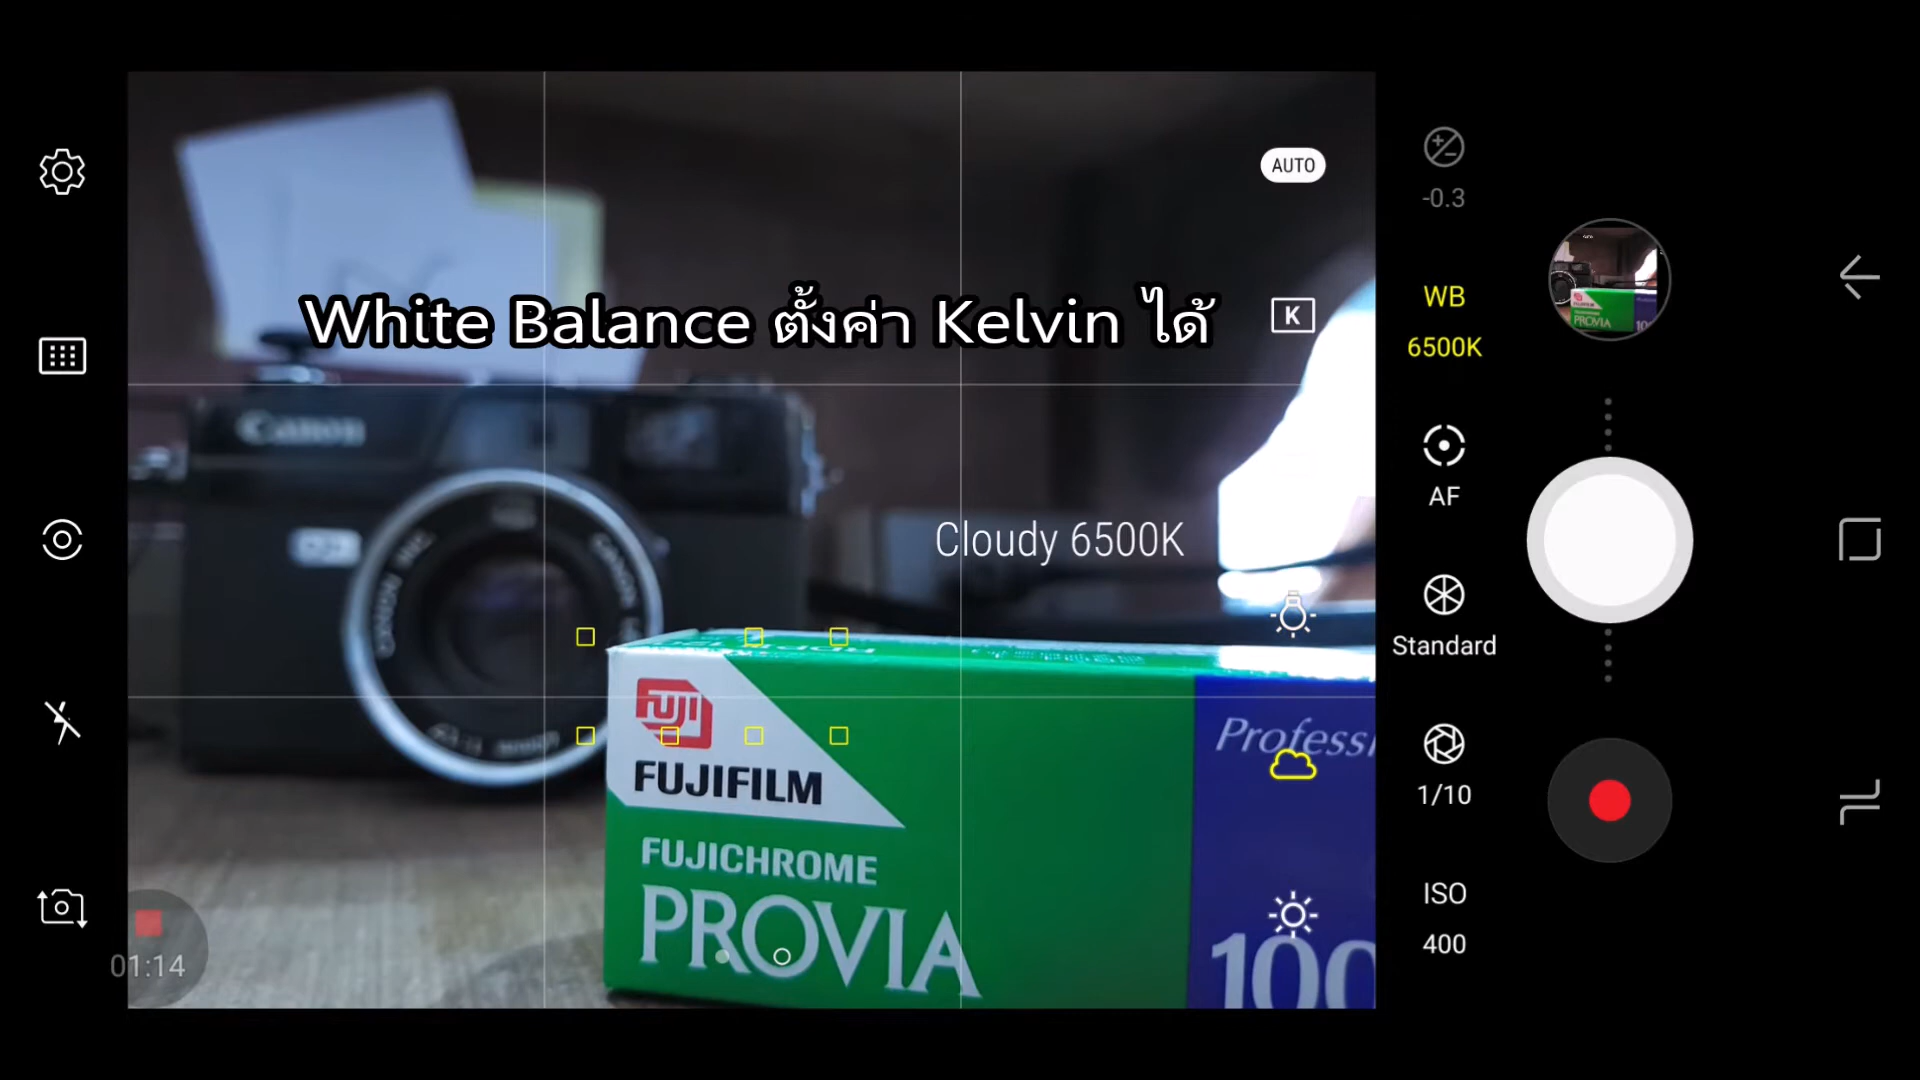 AUTO
-0.3
White Balance ตั้งค่า Kelvin ได้
K
WB
6500K
Canon
AF
Cloudy 6500K
Standard
FUJI
FUJIFILM
Professi
1/10
FUJICHROME
PROVIA
100
ISO
400
01:14